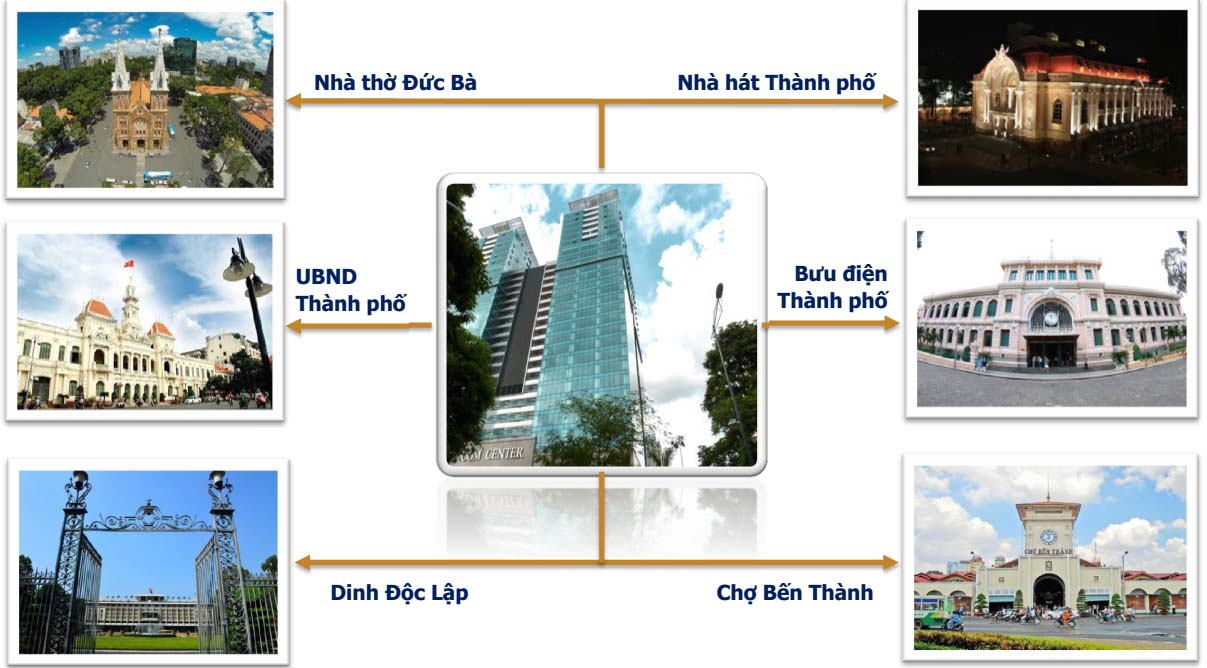 Nhà thờ Đức Bà
Nhà hát Thành phố
UBND
Thành phố
Bưu điện
Thành phố
COM CENTER
CHỢ BẾN THÀNH
Dinh Độc Lập
Chợ Bến Thành